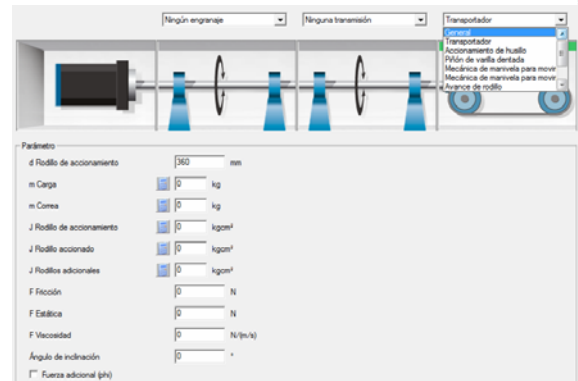 Ningún engranaje
Ninguna transmisión
Transportador
General
Transportador
Accionamiento de husillo
Piñón de varilla dentada
Mecánica de manivela para movir
Mecánica de manivela para movir
Avance de rodillo
Parámetro
d Rodillo de accionamiento 360 mm
m Carga 0 kg
m Correa 0 kg
J Rodillo de accionamiento 0 kgcm²
J Rodillo accionado 0 kgcm²
J Rodillos adicionales 0 kgcm²
F Fricción 0 N
F Estática 0 N
F Viscosidad 0 N/(m/s)
Ángulo de inclinación 0 °
Fuerza adicional (phi)